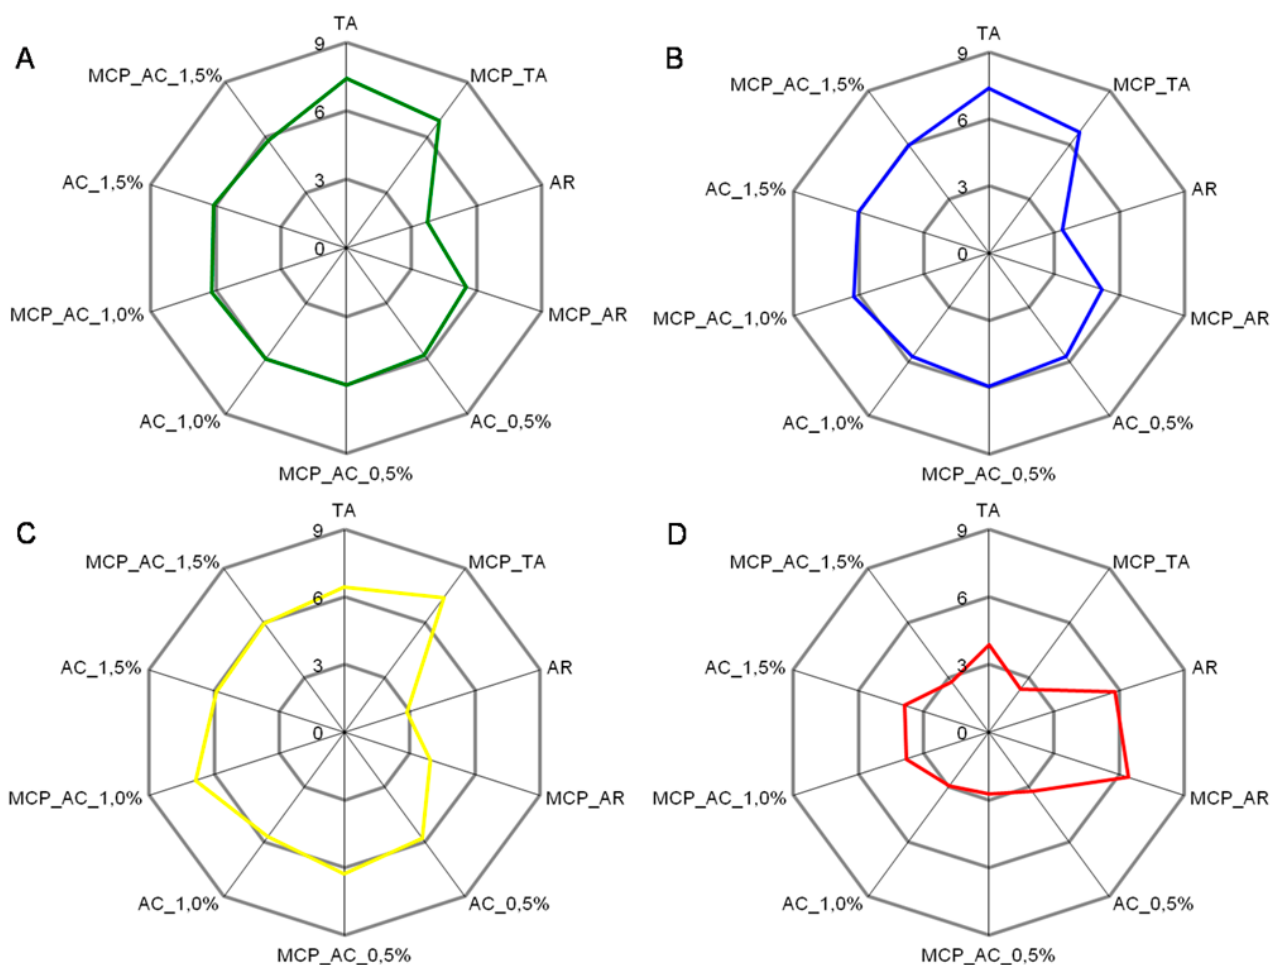 A
TA
9
MCP_AC_1,5%
MCP_TA
6
AC_1,5%
3
AR
0
MCP_AC_1,0%
MCP_AR
AC_1,0%
AC_0,5%
MCP_AC_0,5%
B
TA
9
MCP_AC_1,5%
MCP_TA
6
AC_1,5%
3
AR
0
MCP_AC_1,0%
MCP_AR
AC_1,0%
AC_0,5%
MCP_AC_0,5%
C
TA
9
MCP_AC_1,5%
MCP_TA
6
AC_1,5%
3
AR
0
MCP_AC_1,0%
MCP_AR
AC_1,0%
AC_0,5%
MCP_AC_0,5%
D
TA
9
MCP_AC_1,5%
MCP_TA
6
AC_1,5%
3
AR
0
MCP_AC_1,0%
MCP_AR
AC_1,0%
AC_0,5%
MCP_AC_0,5%